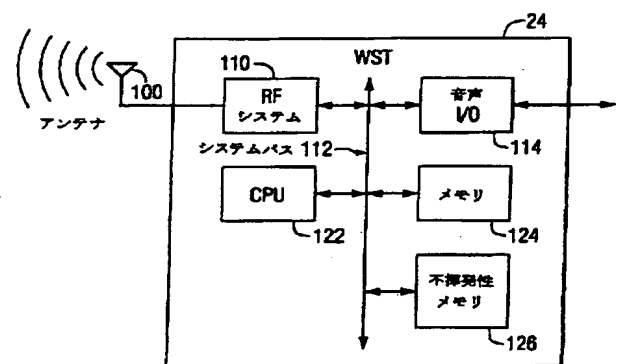 24
WST
110
100
アンテナ
RF
システム
音声
I/O
114
システムバス 112
CPU
122
メモリ
124
不揮発性
メモリ
126